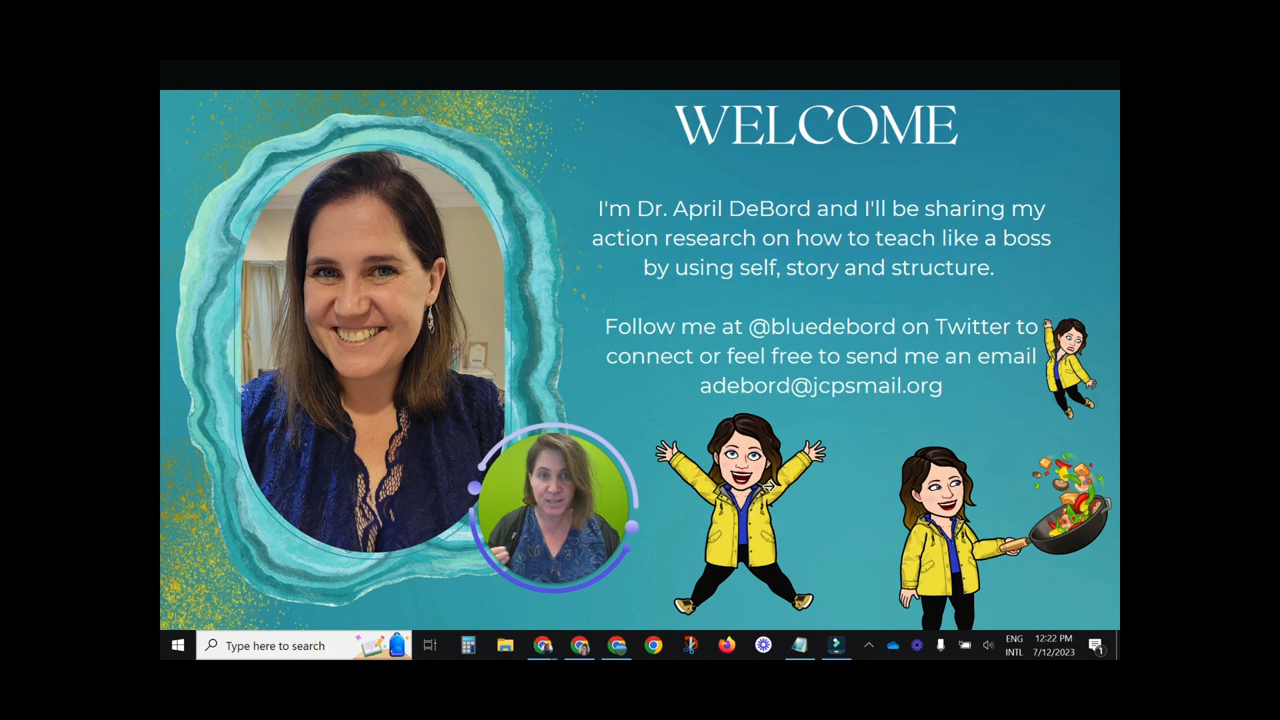 WELCOME
I'm Dr. April DeBord and I'll be sharing my
action research on how to teach like a boss
by using self, story and structure.
Follow me at @bluedebord on Twitter to
connect or feel free to send me an email
adebord@jcpsmail.org
Type here to search
ENG
INTL
12:22 PM
7/12/2023
1